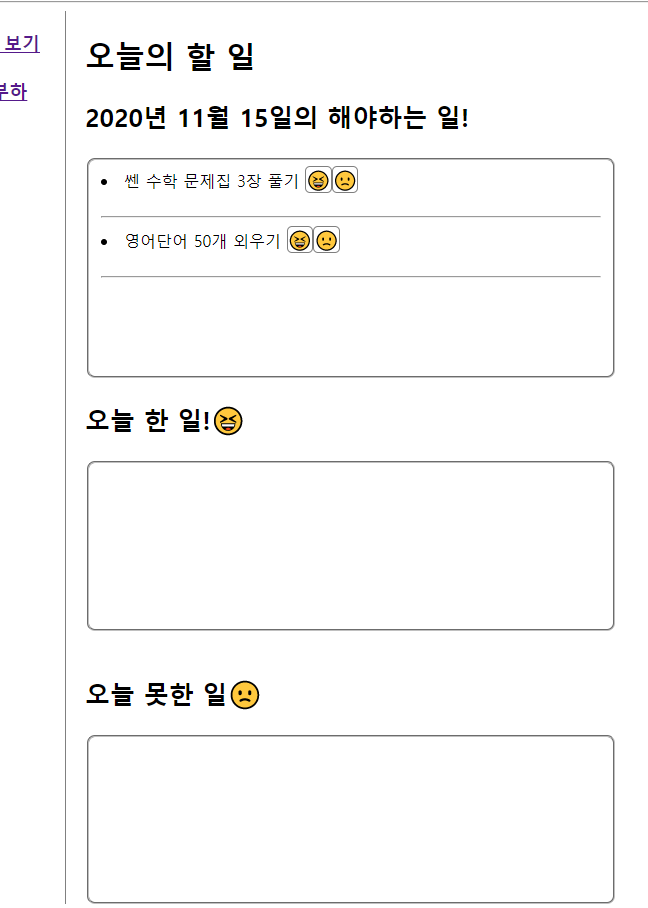 보기
부하
오늘의 할 일
2020년 11월 15일의 해야하는 일!
쎈 수학 문제집 3장 풀기 😆🙁
영어단어 50개 외우기 😆🙁
오늘 한 일!😆
오늘 못한 일🙁